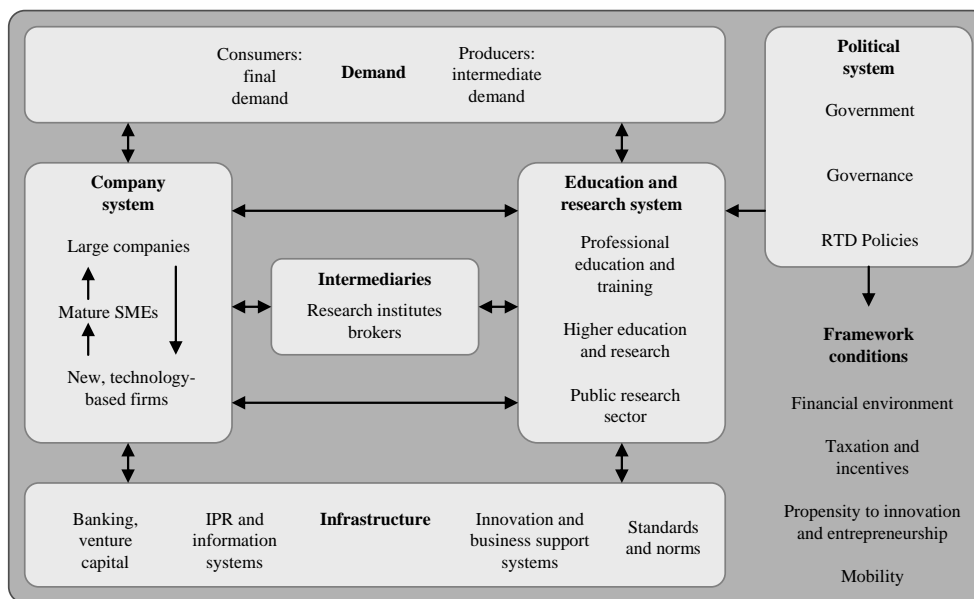 Consumers:
final
demand
Demand
Producers:
intermediate
demand
Political
system
Government
Governance
RTD Policies
Company
system
Large companies
Mature SMEs
New, technology-
based firms
Intermediaries
Research institutes
brokers
Education and
research system
Professional
education and
training
Higher education
and research
Public research
sector
Framework
conditions
Financial environment
Taxation and
incentives
Propensity to innovation
and entrepreneurship
Mobility
Banking,
venture
capital
IPR and
information
systems
Infrastructure
Innovation and
business support
systems
Standards
and norms